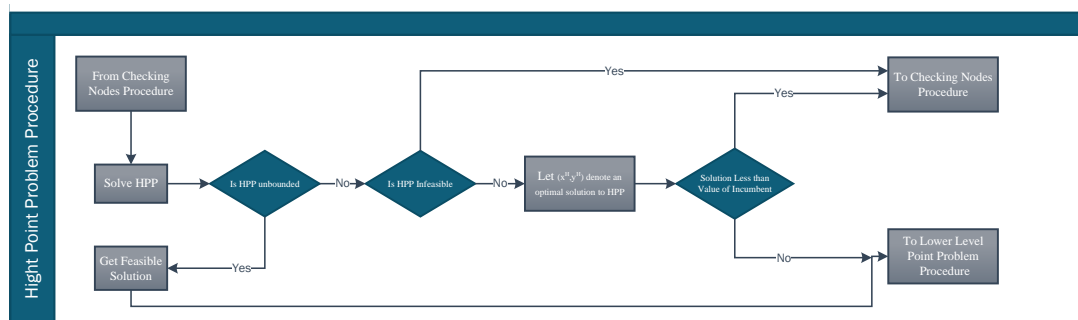 Hight Point Problem Procedure
From Checking
Nodes Procedure
Solve HPP
Is HPP unbounded
No
Is HPP Infeasible
No
Let (xᴴ,yᴴ) denote an
optimal solution to HPP
Solution Less than
Value of Incumbent
Yes
Yes
To Checking Nodes
Procedure
Yes
Get Feasible
Solution
No
To Lower Level
Point Problem
Procedure